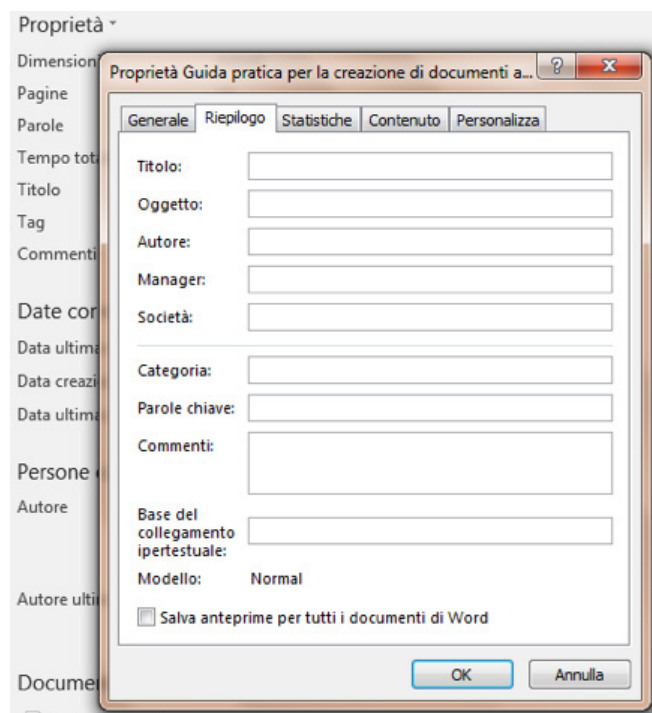 Proprietà
Dimension
Pagine
Parole
Tempo tota
Titolo
Tag
Commenti
Date cor
Data ultima
Data creazi
Data ultima
Persone
Autore
Autore ulti
Documen
Proprietà Guida pratica per la creazione di documenti a...
Generale Riepilogo Statistiche Contenuto Personalizza
Titolo:
Oggetto:
Autore:
Manager:
Società:
Categoria:
Parole chiave:
Commenti:
Base del
collegamento
ipertestuale:
Modello: Normal
Salva anteprime per tutti i documenti di Word
OK Annulla